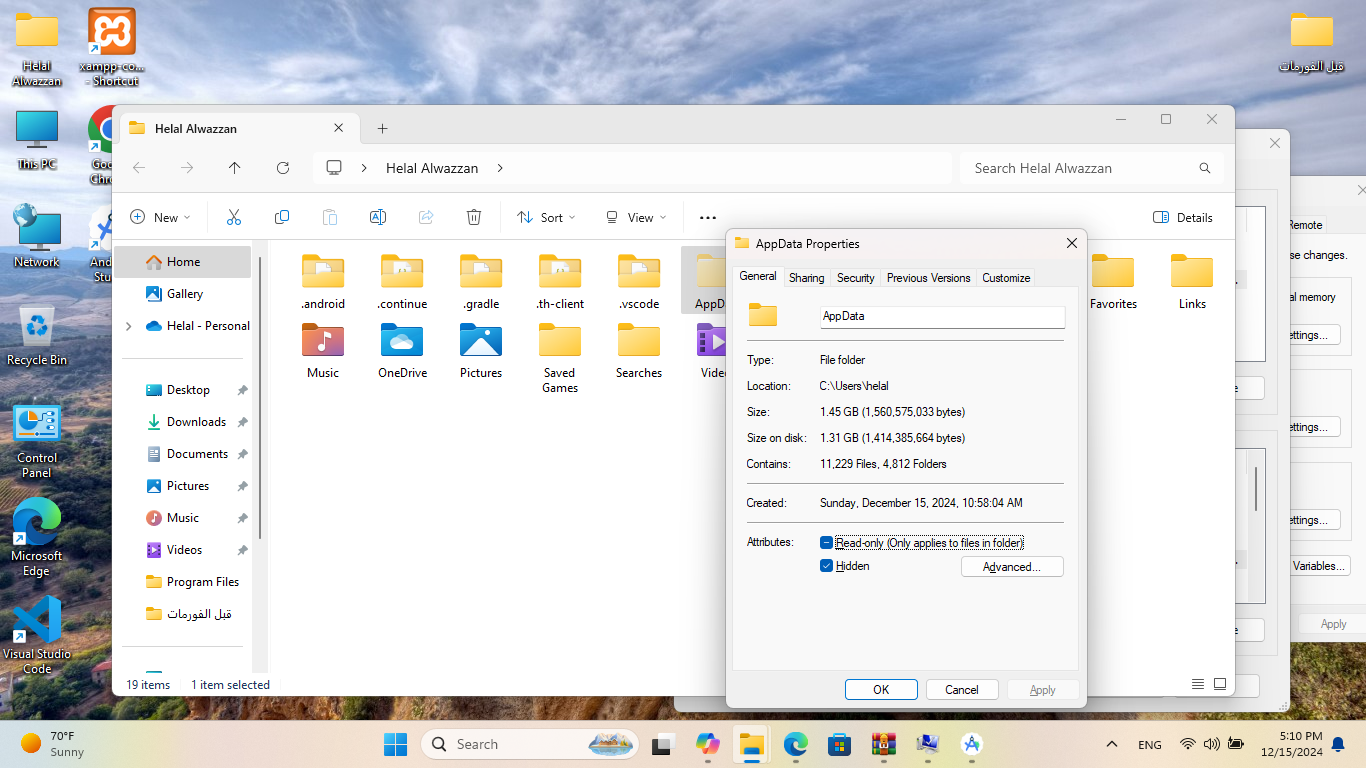 Helal
Alwazzan
xampp-co...
- Shortcut
قبل الفورمات
This PC
Network
Recycle Bin
Control
Panel
Microsoft
Edge
Visual Studio
Code
Helal Alwazzan
Helal Alwazzan
Search Helal Alwazzan
New
Sort
View
Details
Home
Gallery
Helal - Personal
Desktop
Downloads
Documents
Pictures
Music
Videos
Program Files
قبل الفورمات
.android
.continue
.gradle
.th-client
.vscode
AppD
Favorites
Links
Music
OneDrive
Pictures
Saved
Games
Searches
Vide
19 items
1 item selected
AppData Properties
General
Sharing
Security
Previous Versions
Customize
AppData
Type:
File folder
Location:
C:\Users\helal
Size:
1.45 GB (1,560,575,033 bytes)
Size on disk:
1.31 GB (1,414,385,664 bytes)
Contains:
11,229 Files, 4,812 Folders
Created:
Sunday, December 15, 2024, 10:58:04 AM
Attributes:
Read-only (Only applies to files in folder)
Hidden
Advanced...
OK
Cancel
Apply
Remote
se changes.
al memory
ettings...
ettings...
ettings...
Variables...
Apply
70°F
Sunny
Search
ENG
5:10 PM
12/15/2024